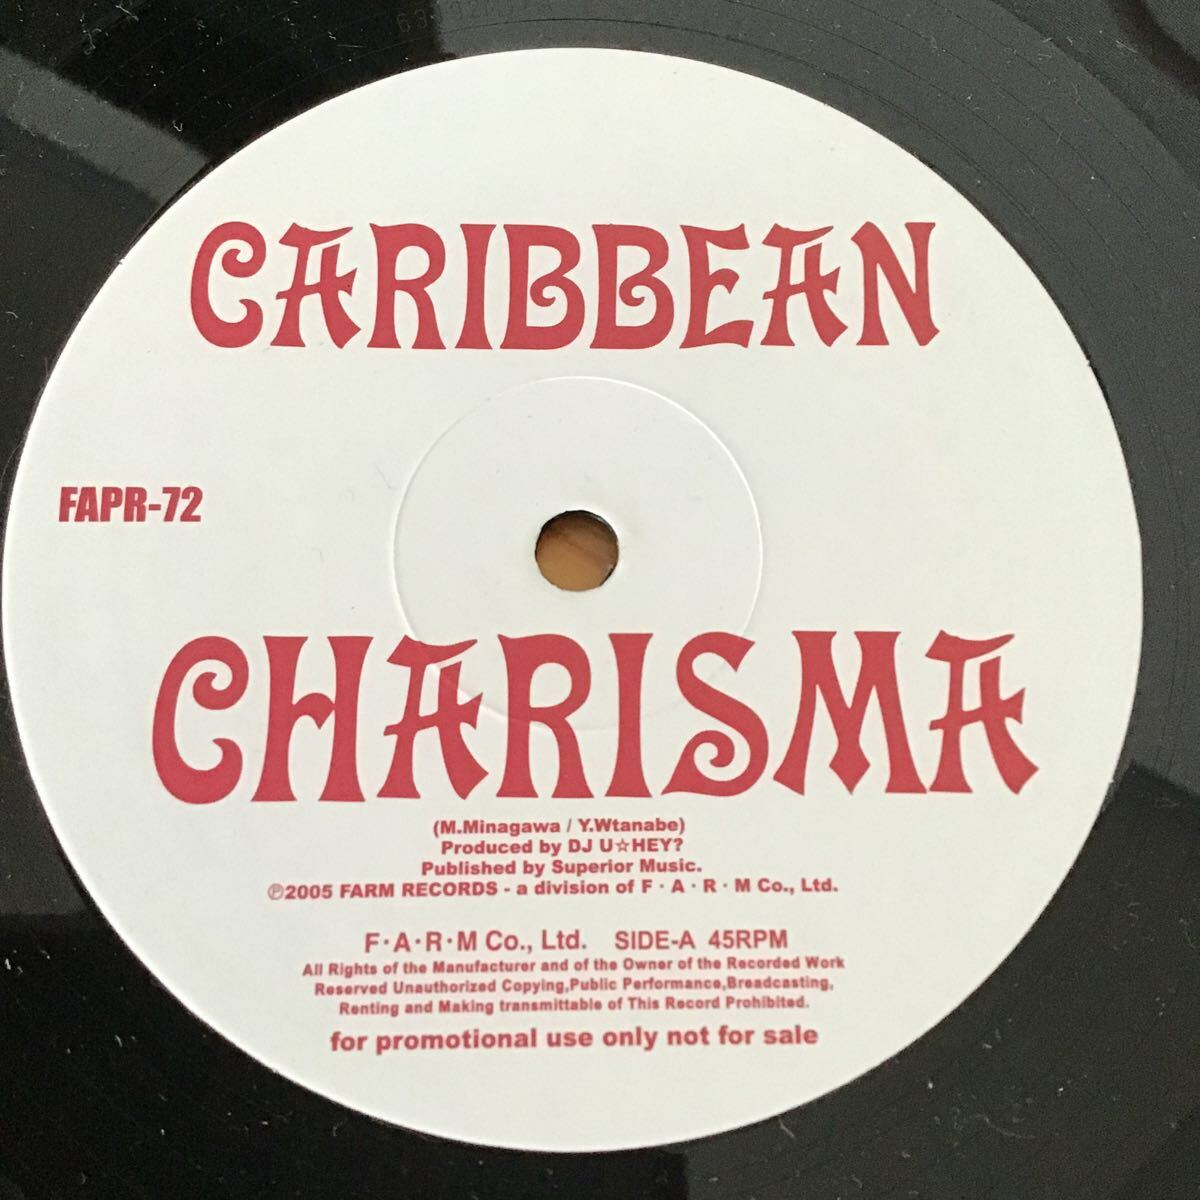 CARIBBEAN
FAPR-72
CHARISMA
(M.Minagawa / Y.Wtanabe)
Produced by DJ U☆HEY?
Published by Superior Music.
℗2005 FARM RECORDS - a division of F・A・R・M Co., Ltd.
F・A・R・M Co., Ltd. SIDE-A 45RPM
All Rights of the Manufacturer and of the Owner of the Recorded Work
Reserved Unauthorized Copying,Public Performance,Breadcasting,
Renting and Making transmittable of This Record Prohibited.
for promotional use only not for sale